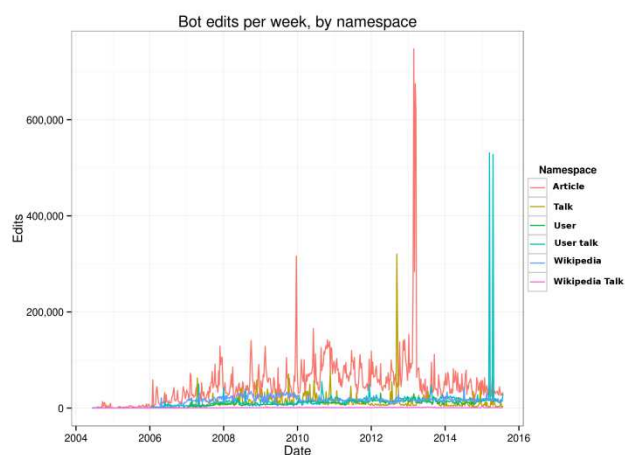 Bot edits per week, by namespace
600,000
400,000
200,000
0
Edits
2004
2006
2008
2010
2012
2014
2016
Date
Namespace
Article
Talk
User
User talk
Wikipedia
Wikipedia Talk